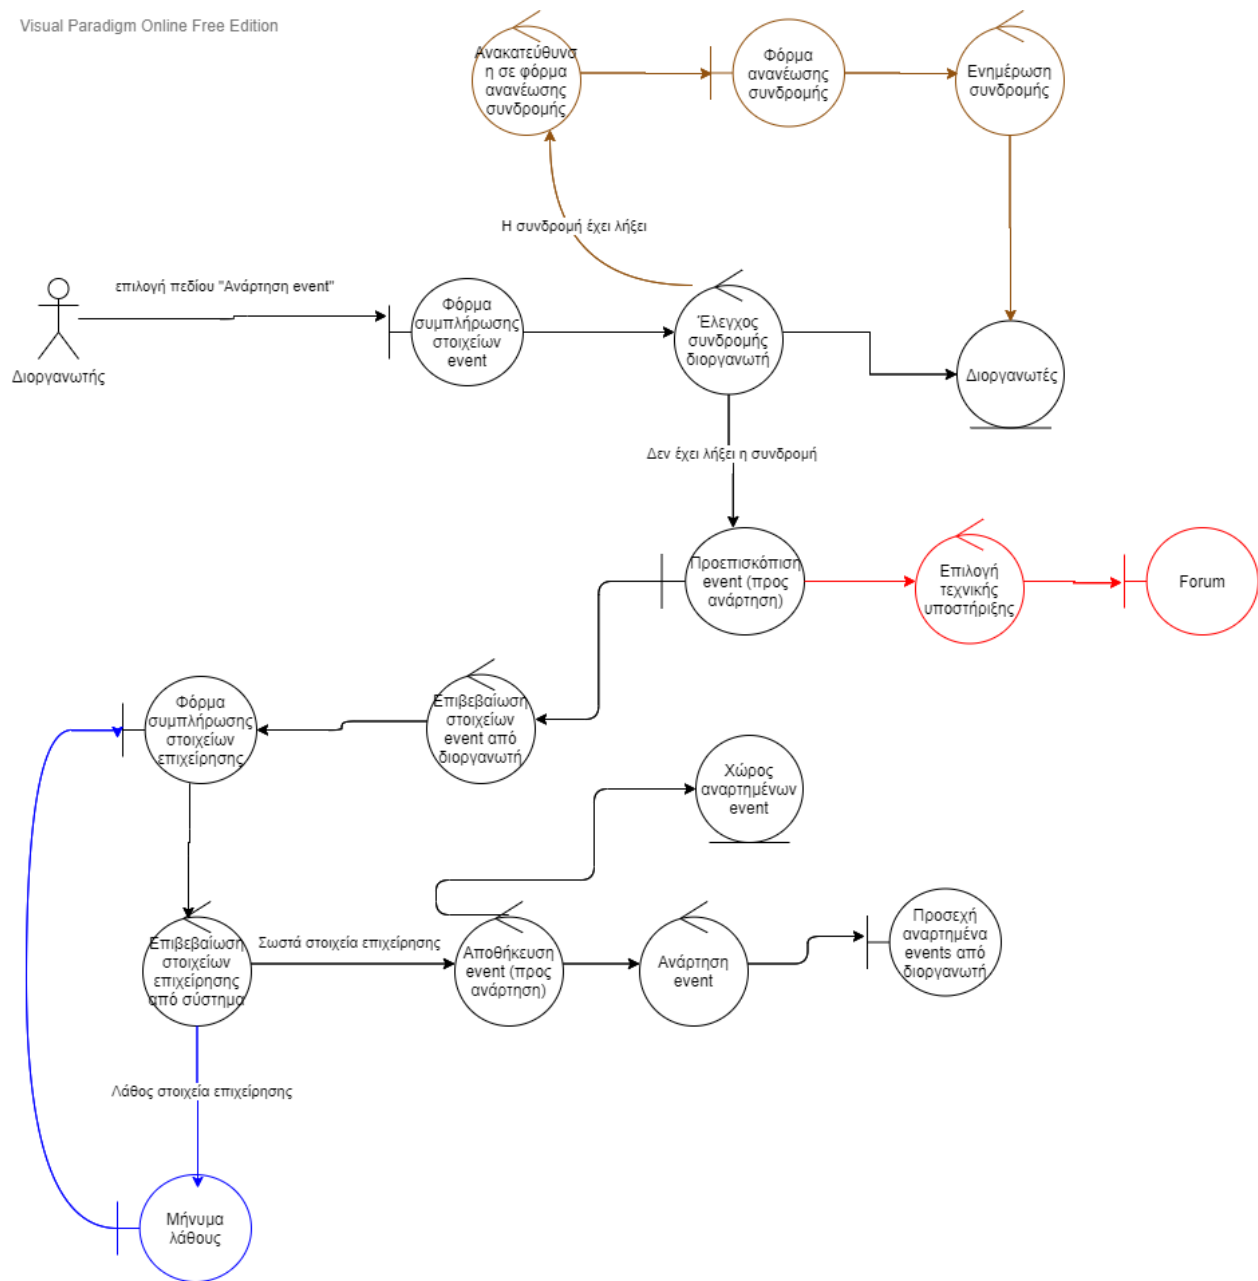 Visual Paradigm Online Free Edition
Ανακατεύθυνσ
η σε φόρμα
ανανέωσης
συνδρομής
Φόρμα
ανανέωσης
συνδρομής
Ενημέρωση
συνδρομής
Η συνδρομή έχει λήξει
επιλογή πεδίου "Ανάρτηση event"
Διοργανωτής
Φόρμα
συμπλήρωσης
στοιχείων
event
Έλεγχος
συνδρομής
διοργανωτή
Διοργανωτές
Δεν έχει λήξει η συνδρομή
Προεπισκόπιση
event (προς
ανάρτηση)
Επιλογή
τεχνικής
υποστήριξης
Forum
Φόρμα
συμπλήρωσης
στοιχείων
επιχείρησης
Επιβεβαίωση
στοιχείων
event από
διοργανωτή
Χώρος
αναρτημένων
event
Επιβεβαίωση
στοιχείων
επιχείρησης
από σύστημα
Σωστά στοιχεία επιχείρησης
Αποθήκευση
event (προς
ανάρτηση)
Ανάρτηση
event
Προσεχή
αναρτημένα
events από
διοργανωτή
Λάθος στοιχεία επιχείρησης
Μήνυμα
λάθους